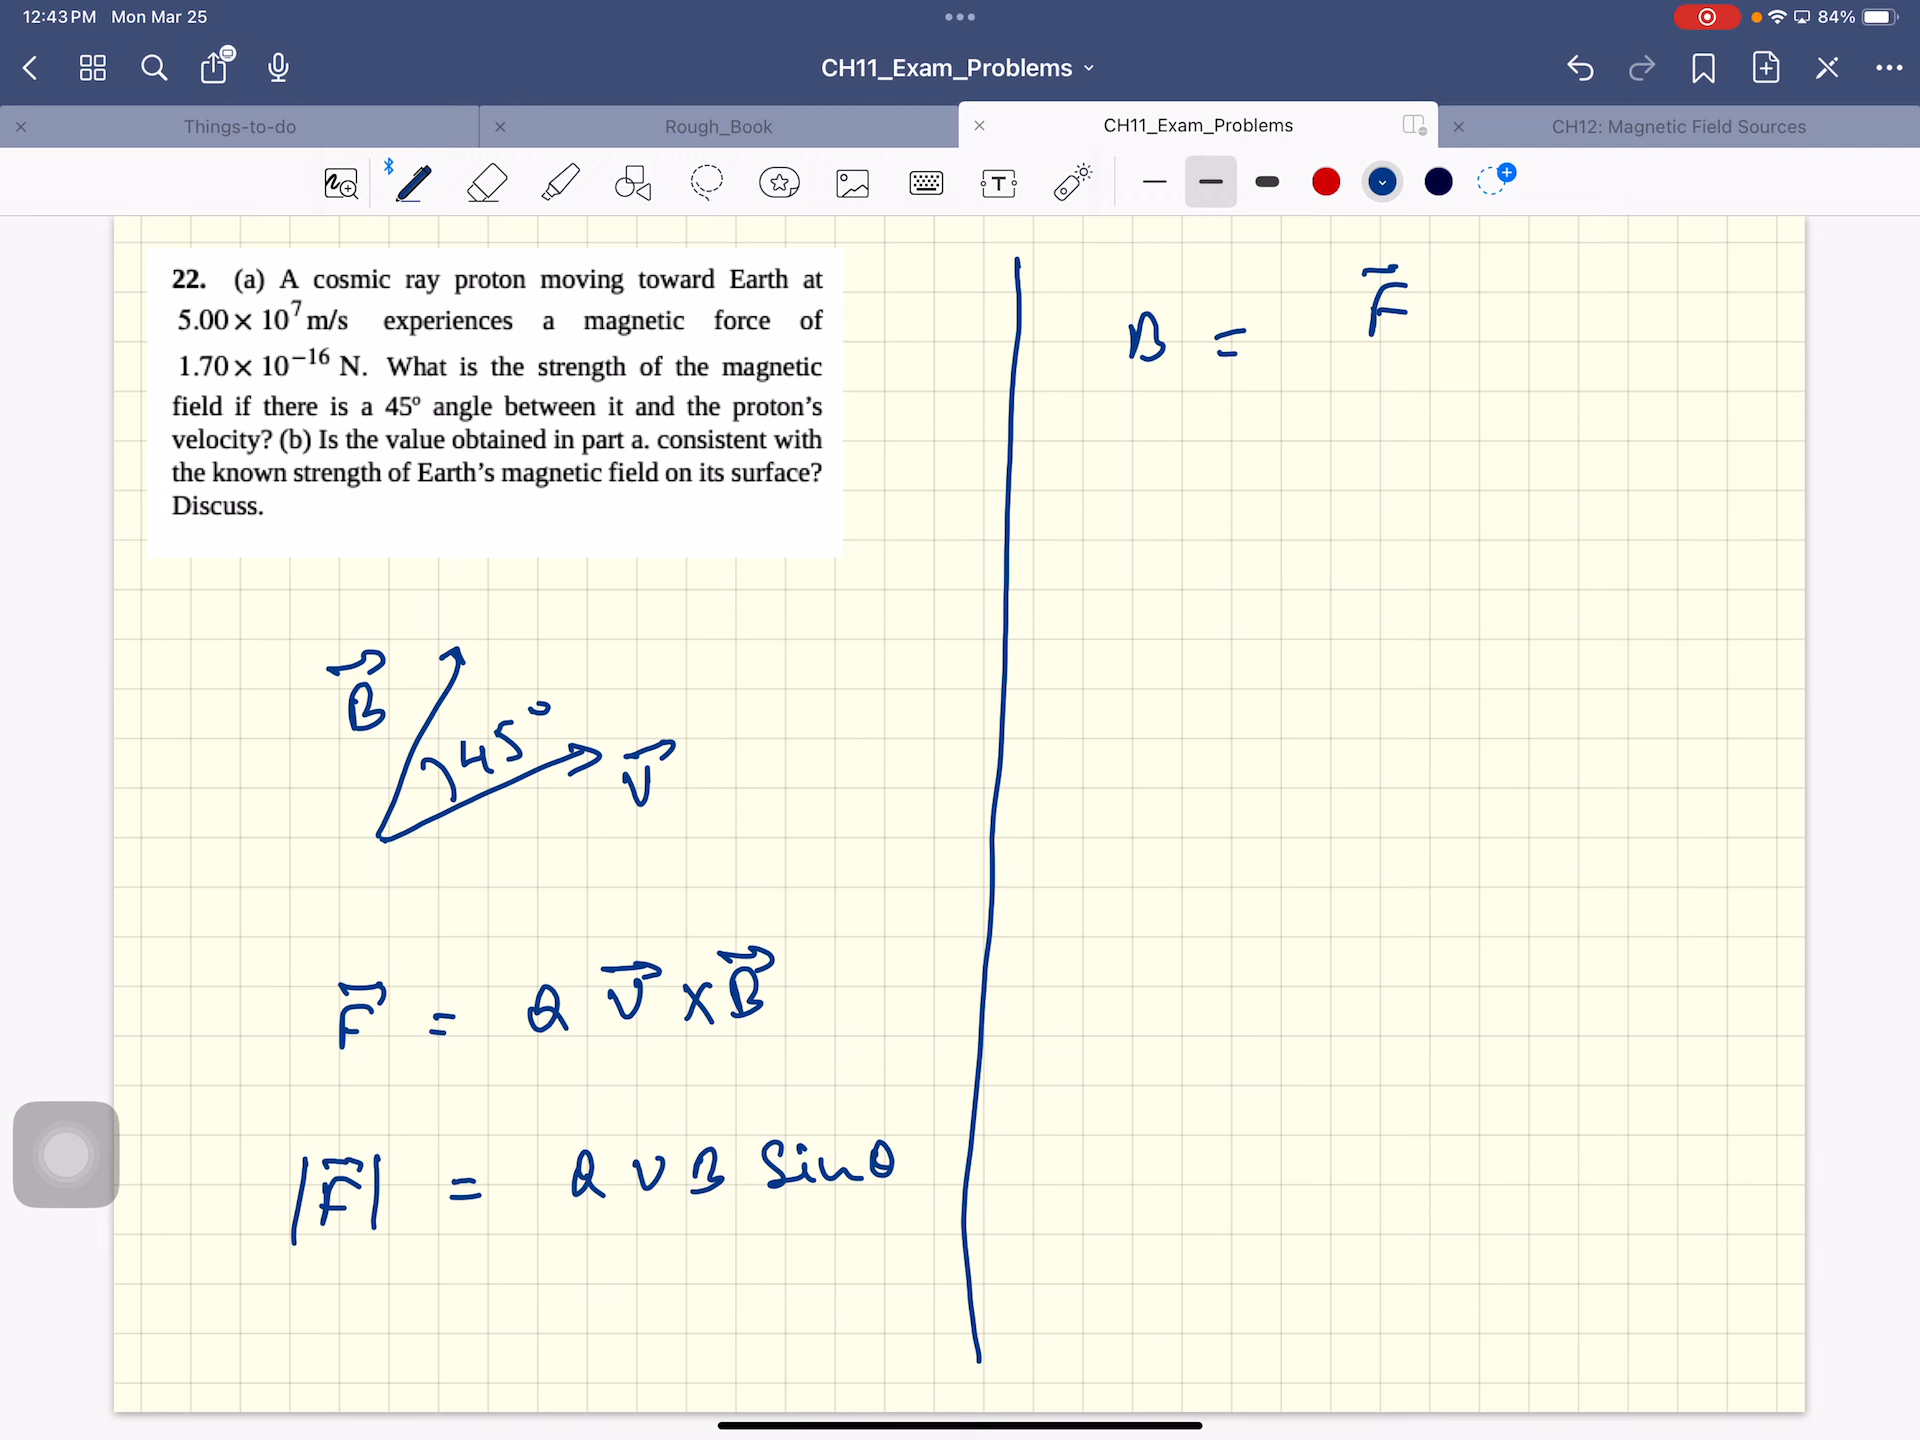 12:43 PM Mon Mar 25
84%
CH11_Exam_Problems
Things-to-do
Rough_Book
CH11_Exam_Problems
CH12: Magnetic Field Sources
T
22. (a) A cosmic ray proton moving toward Earth at
5.00 × 10⁷ m/s experiences a magnetic force of
1.70 × 10⁻¹⁶ N. What is the strength of the magnetic
field if there is a 45º angle between it and the proton's
velocity? (b) Is the value obtained in part a. consistent with
the known strength of Earth's magnetic field on its surface?
Discuss.
B⃗
45°
V⃗
F⃗ = Q V⃗ × B⃗
|F⃗| = Q V B Sin θ
B = F⃗